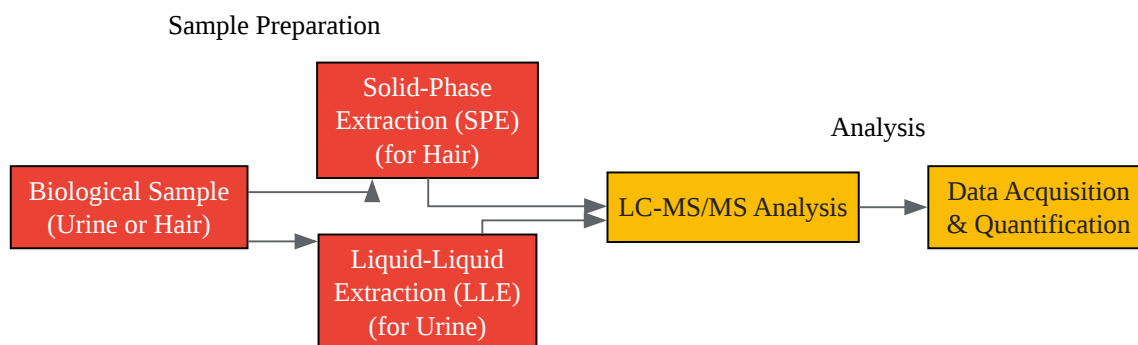 Sample Preparation
Solid-Phase
Extraction (SPE)
(for Hair)
Analysis
Biological Sample
(Urine or Hair)
LC-MS/MS Analysis
Data Acquisition
& Quantification
Liquid-Liquid
Extraction (LLE)
(for Urine)